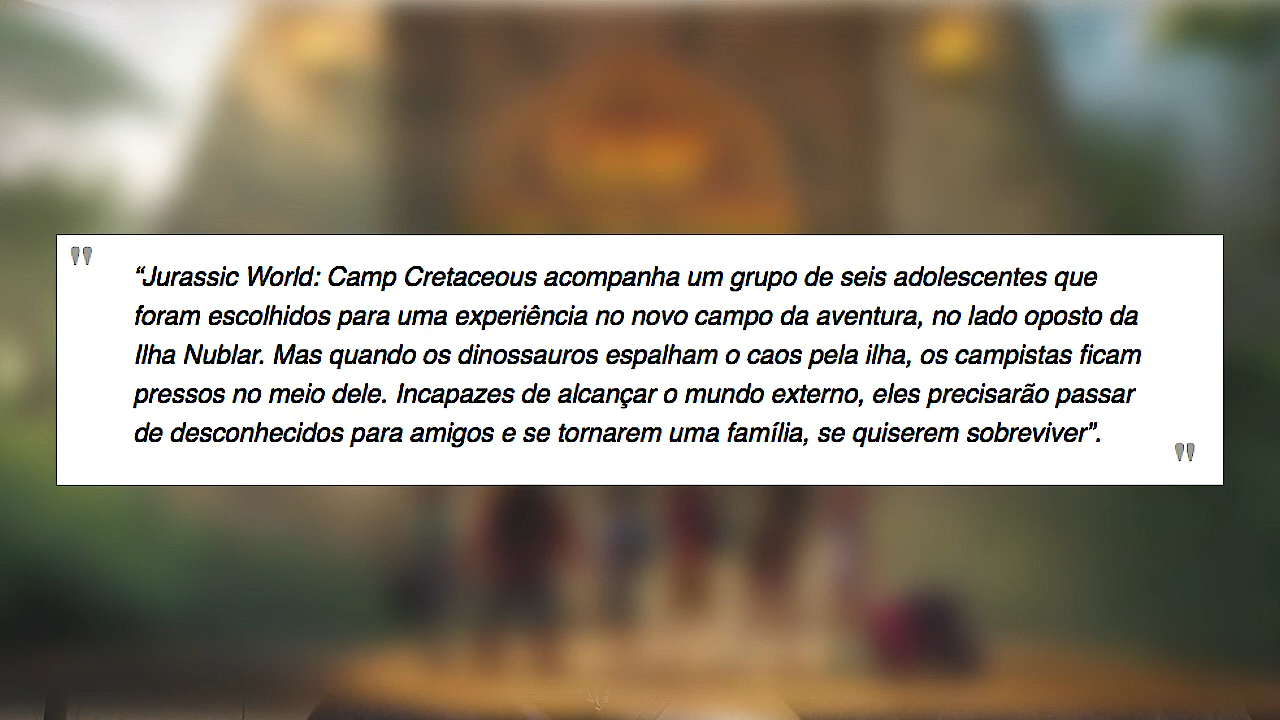 "
“Jurassic World: Camp Cretaceous acompanha um grupo de seis adolescentes que
foram escolhidos para uma experiência no novo campo da aventura, no lado oposto da
Ilha Nublar. Mas quando os dinossauros espalham o caos pela ilha, os campistas ficam
pressos no meio dele. Incapazes de alcançar o mundo externo, eles precisarão passar
de desconhecidos para amigos e se tornarem uma família, se quiserem sobreviver”.
"